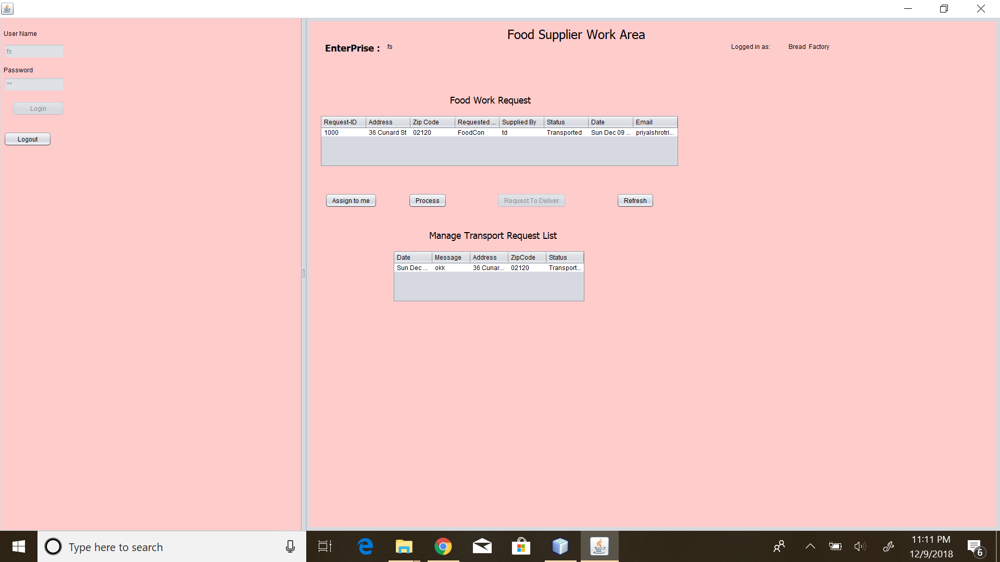 User Name
fs
Password
**
Login
Logout
Food Supplier Work Area
EnterPrise : fs
Logged in as: Bread Factory
Food Work Request
Request-ID Address Zip Code Requested ... Supplied By Status Date Email
1000 36 Cunard St 02120 FoodCon td Transported Sun Dec 09 ... priyalshrotri...
Assign to me Process Request To Deliver Refresh
Manage Transport Request List
Date Message Address ZipCode Status
Sun Dec ... okk 36 Cunar... 02120 Transport...
Type here to search
11:11 PM
12/9/2018
6